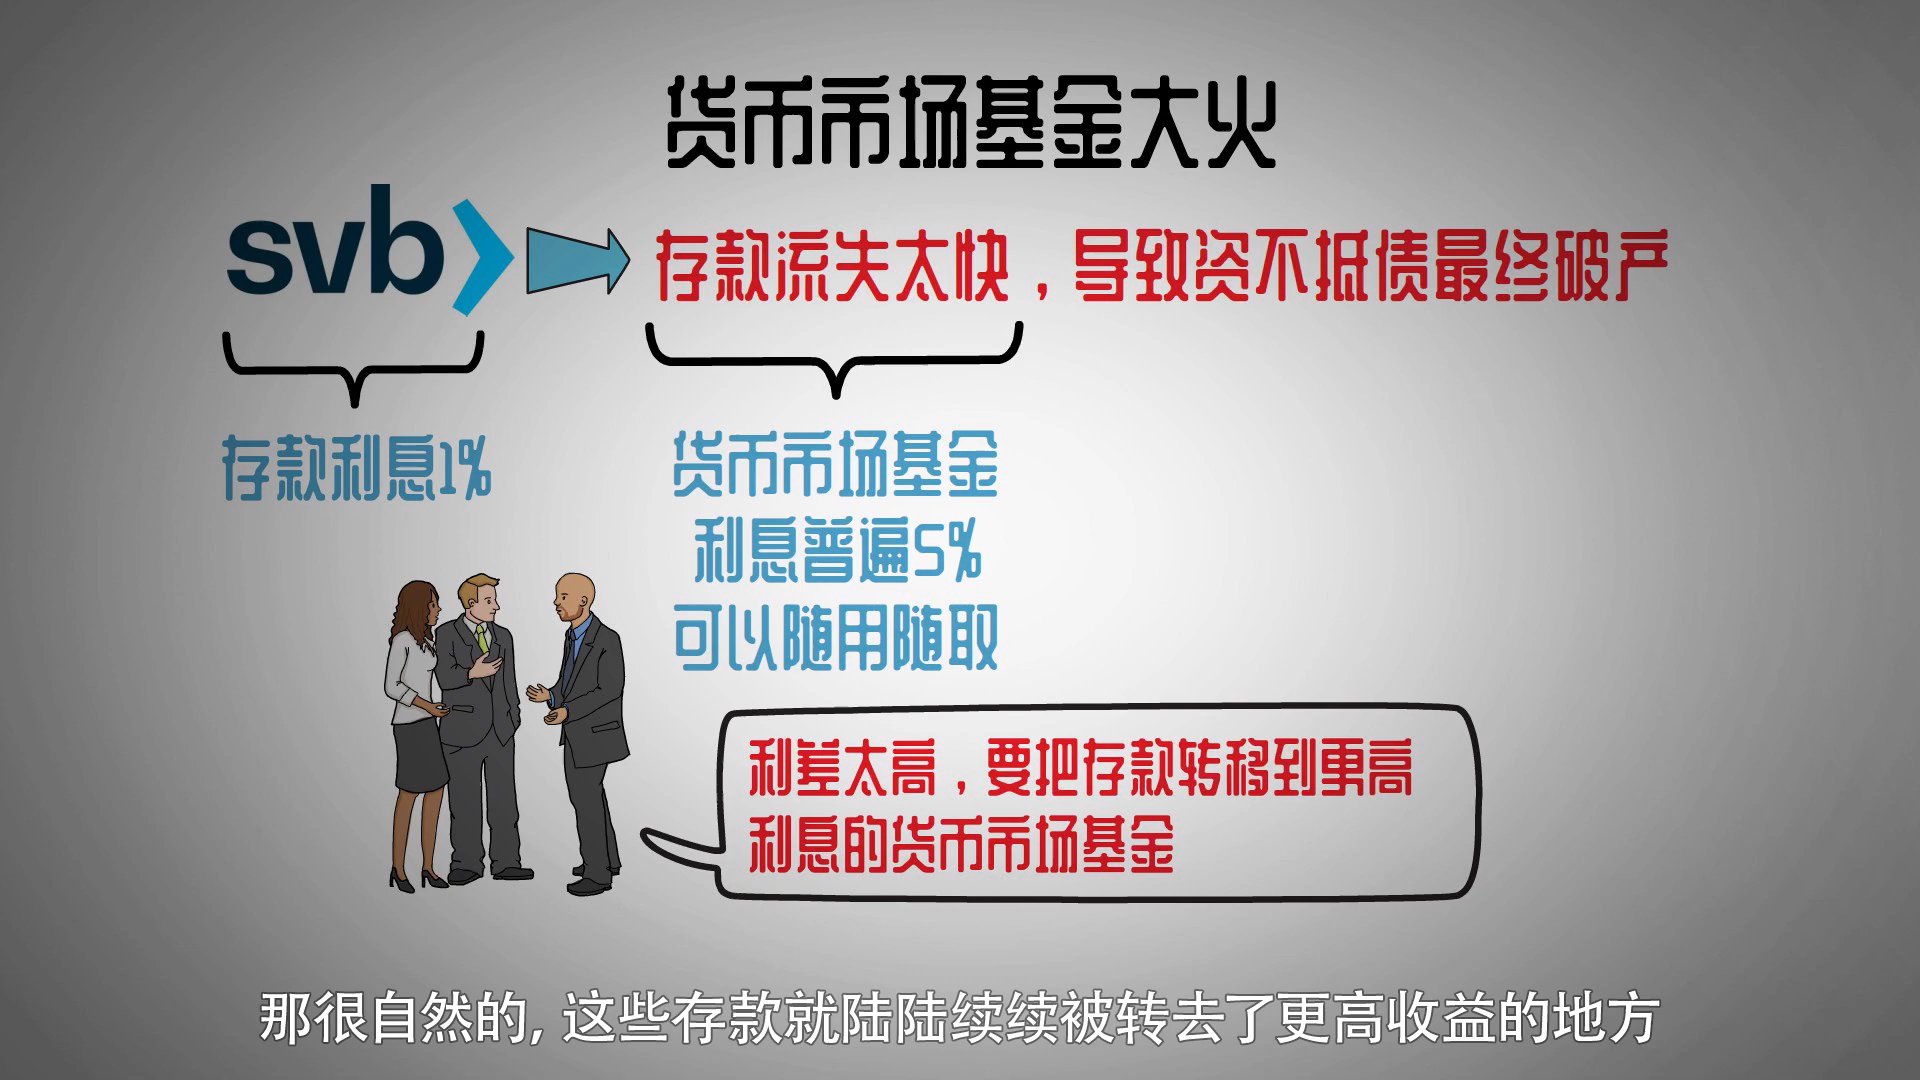 货币市场基金大火
svb
存款流失太快，导致资不抵债最终破产
存款利息1%
货币市场基金
利息普遍5%
可以随用随取
利差太高，要把存款转移到更高
利息的货币市场基金
那很自然的, 这些存款就陆陆续续被转去了更高收益的地方